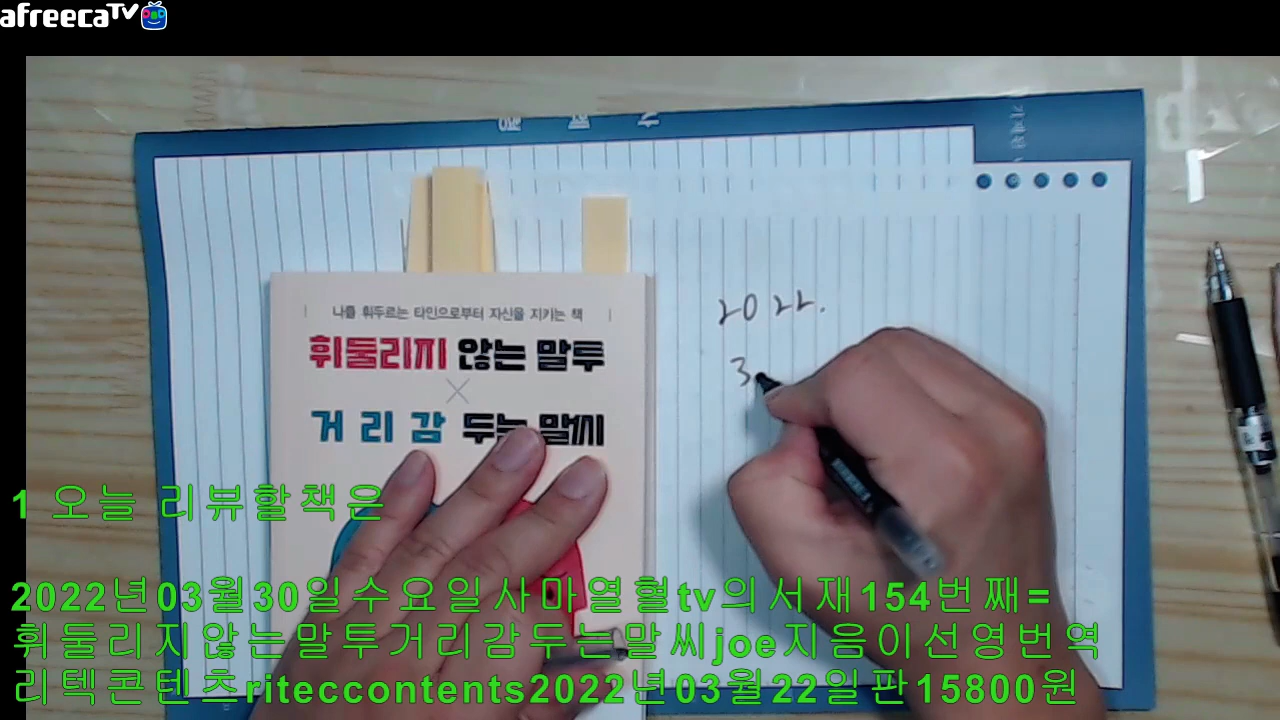 afreecaTV
나를 휘두르는 타인으로부터 자신을 지키는 책
휘둘리지 않는 말투
거리감 두는 말씨
2022.
3.
1 오늘 리뷰할책은
2022년03월30일수요일사마열혈tv의서재154번째=
휘둘리지않는말투거리감두는말씨joe지음이선영번역
리텍콘텐츠riteccontents2022년03월22일판15800원